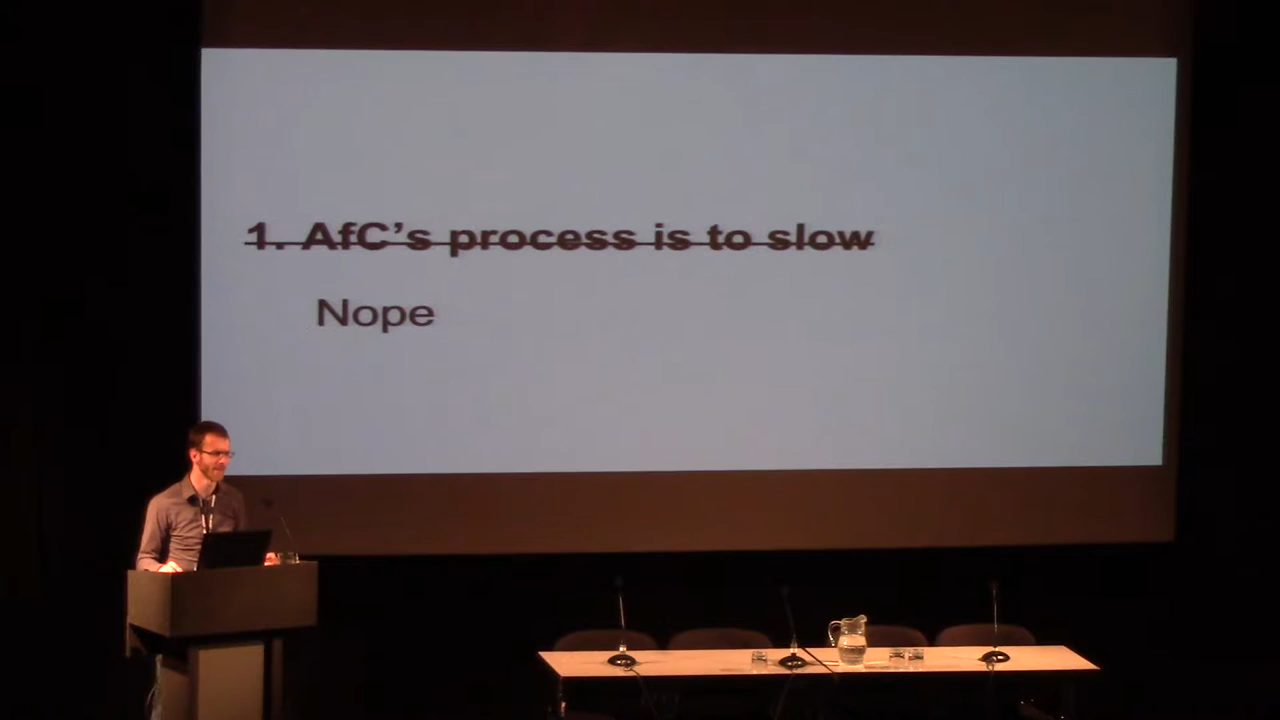 1. AfC’s process is to slow
Nope